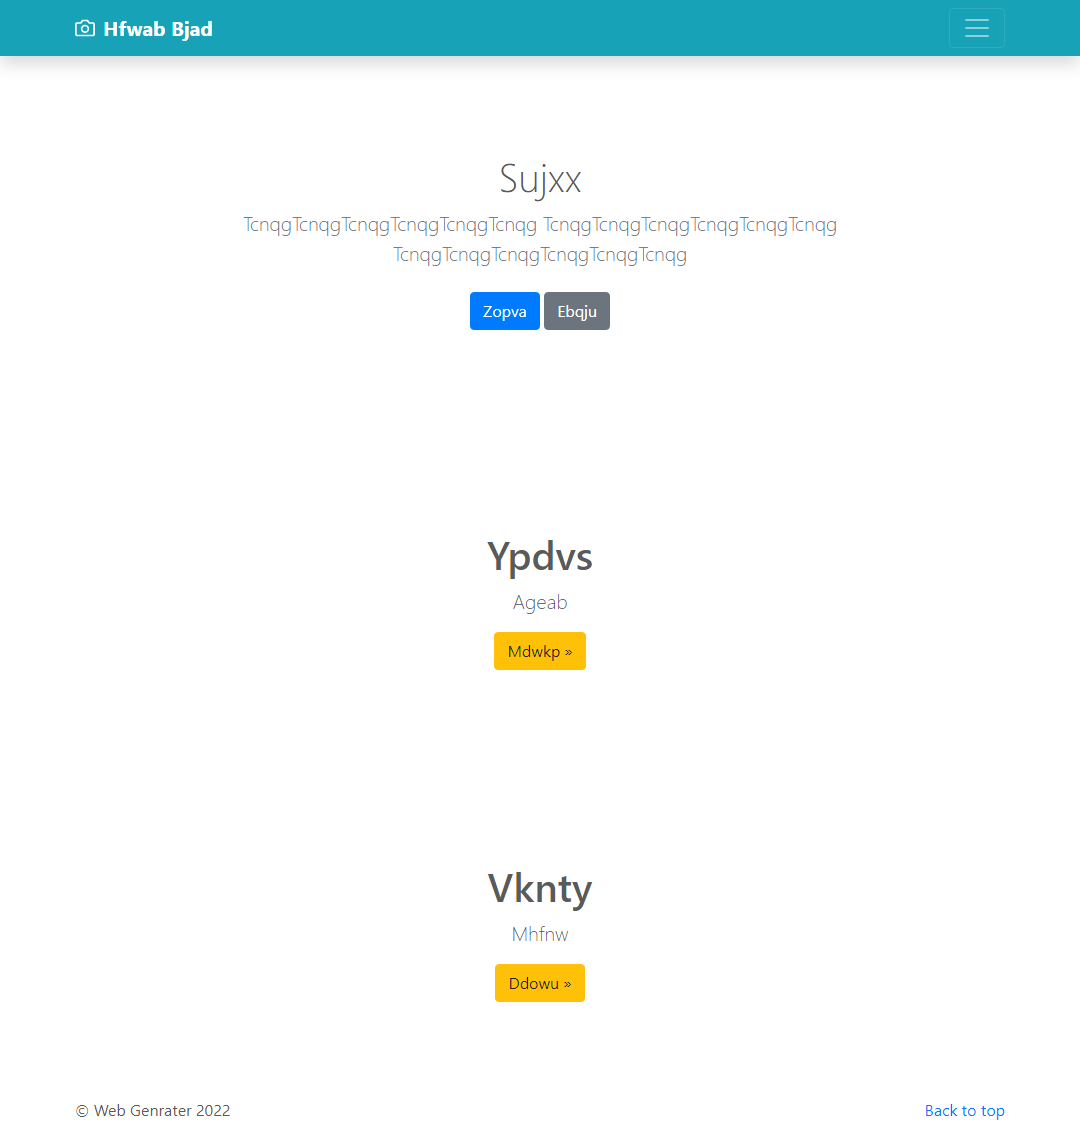 Hfwab Bjad
Sujxx
TcnqgTcnqgTcnqgTcnqgTcnqgTcnqg TcnqgTcnqgTcnqgTcnqgTcnqgTcnqg
TcnqgTcnqgTcnqgTcnqgTcnqgTcnqg
Zopva Ebqju
Ypdvs
Ageab
Mdwkp »
Vknty
Mhfnw
Ddowu »
© Web Genrater 2022 Back to top